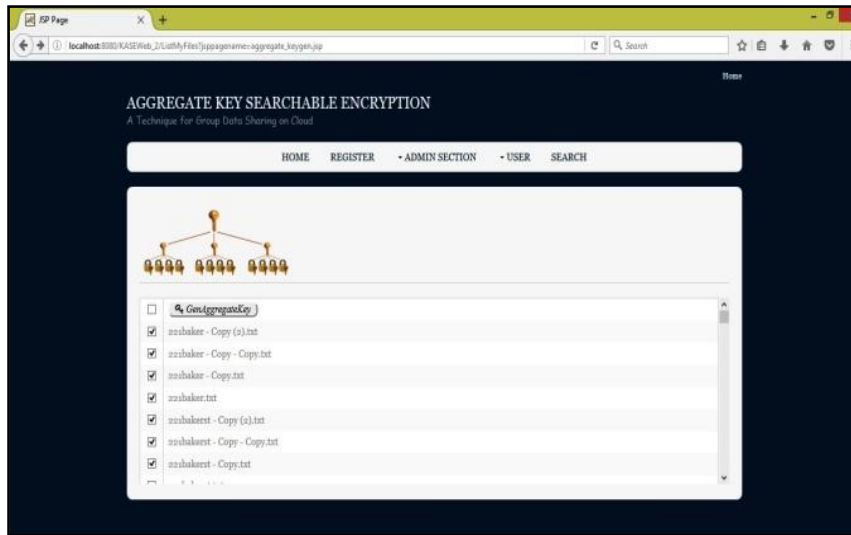 JSP Page
localhost:8080/KASEWeb_2/ListMyFiles?jsppagename=aggregate_keygen.jsp
Search
Home
AGGREGATE KEY SEARCHABLE ENCRYPTION
A Technique for Group Data Sharing on Cloud
HOME REGISTER ADMIN SECTION USER SEARCH
GenAggregateKey
221baker - Copy (2).txt
221baker - Copy - Copy.txt
221baker - Copy.txt
221baker.txt
221bakerst - Copy (2).txt
221bakerst - Copy - Copy.txt
221bakerst - Copy.txt